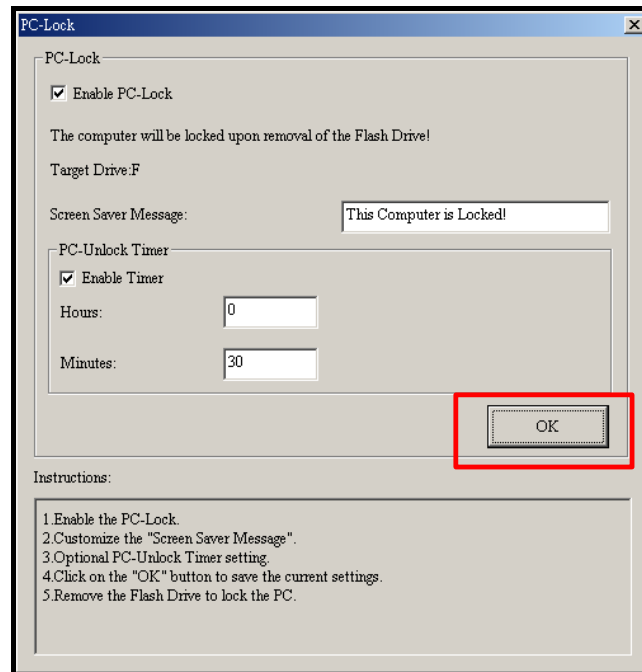 PC-Lock
PC-Lock
Enable PC-Lock
The computer will be locked upon removal of the Flash Drive!
Target Drive:F
Screen Saver Message: This Computer is Locked!
PC-Unlock Timer
Enable Timer
Hours: 0
Minutes: 30
OK
Instructions:
1.Enable the PC-Lock.
2.Customize the "Screen Saver Message".
3.Optional PC-Unlock Timer setting.
4.Click on the "OK" button to save the current settings.
5.Remove the Flash Drive to lock the PC.